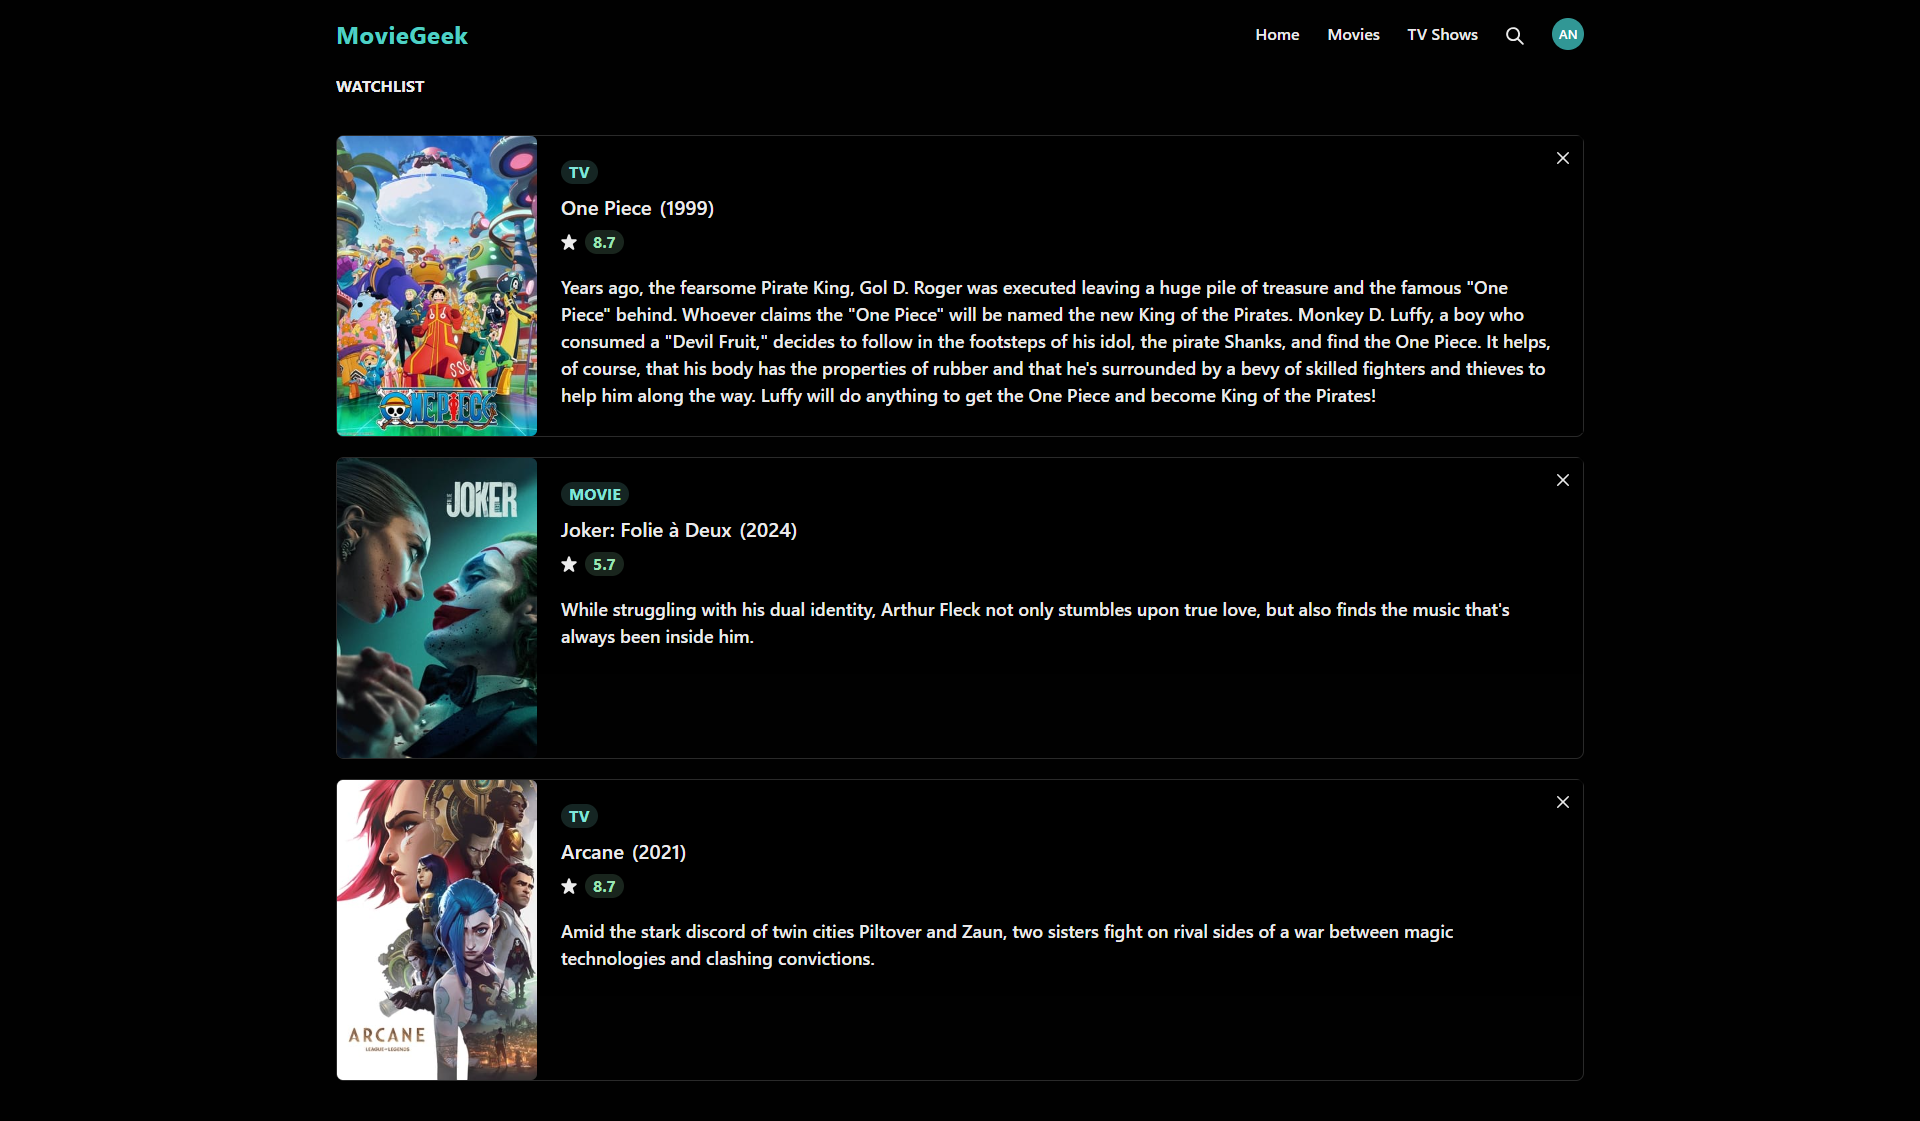 MovieGeek
Home
Movies
TV Shows
AN
WATCHLIST
SSG
ONE PIECE
TV
One Piece (1999)
8.7
Years ago, the fearsome Pirate King, Gol D. Roger was executed leaving a huge pile of treasure and the famous "One
Piece" behind. Whoever claims the "One Piece" will be named the new King of the Pirates. Monkey D. Luffy, a boy who
consumed a "Devil Fruit," decides to follow in the footsteps of his idol, the pirate Shanks, and find the One Piece. It helps,
of course, that his body has the properties of rubber and that he's surrounded by a bevy of skilled fighters and thieves to
help him along the way. Luffy will do anything to get the One Piece and become King of the Pirates!
JOKER
MOVIE
Joker: Folie à Deux (2024)
5.7
While struggling with his dual identity, Arthur Fleck not only stumbles upon true love, but also finds the music that's
always been inside him.
ARCANE
LEAGUE OF LEGENDS
TV
Arcane (2021)
8.7
Amid the stark discord of twin cities Piltover and Zaun, two sisters fight on rival sides of a war between magic
technologies and clashing convictions.